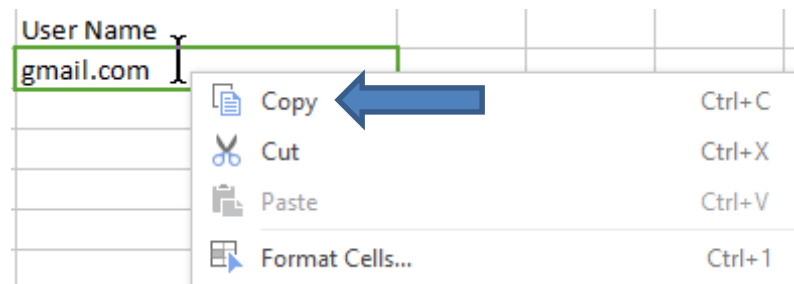 User Name
gmail.com
Copy Ctrl+C
Cut Ctrl+X
Paste Ctrl+V
Format Cells... Ctrl+1